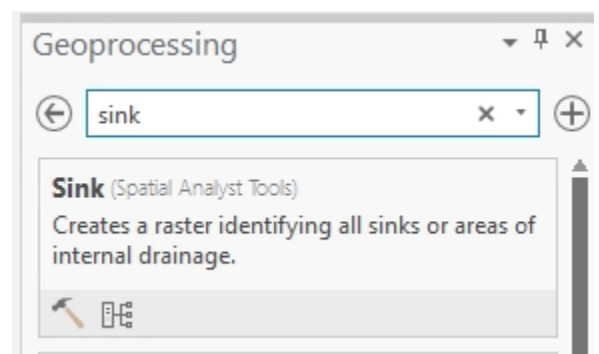 Geoprocessing
sink
Sink (Spatial Analyst Tools)
Creates a raster identifying all sinks or areas of
internal drainage.